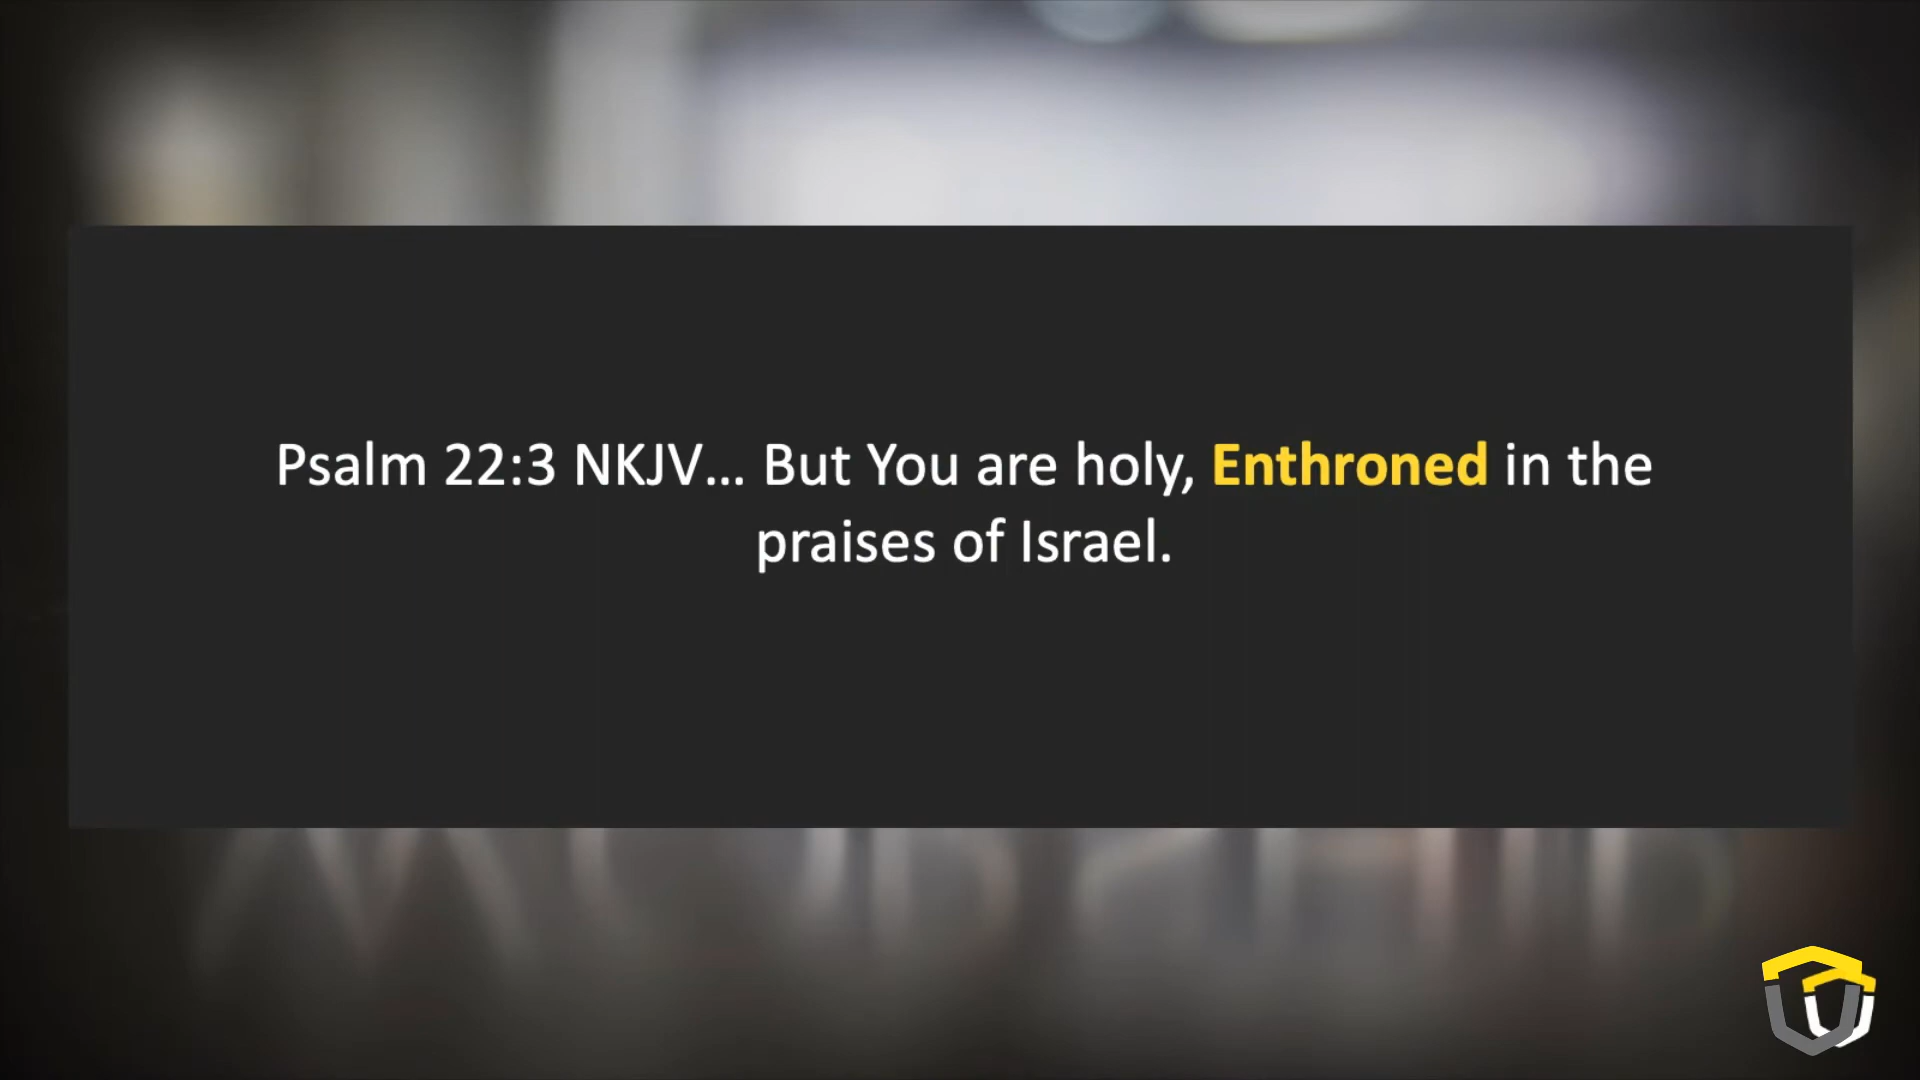 Psalm 22:3 NKJV... But You are holy, Enthroned in the
praises of Israel.